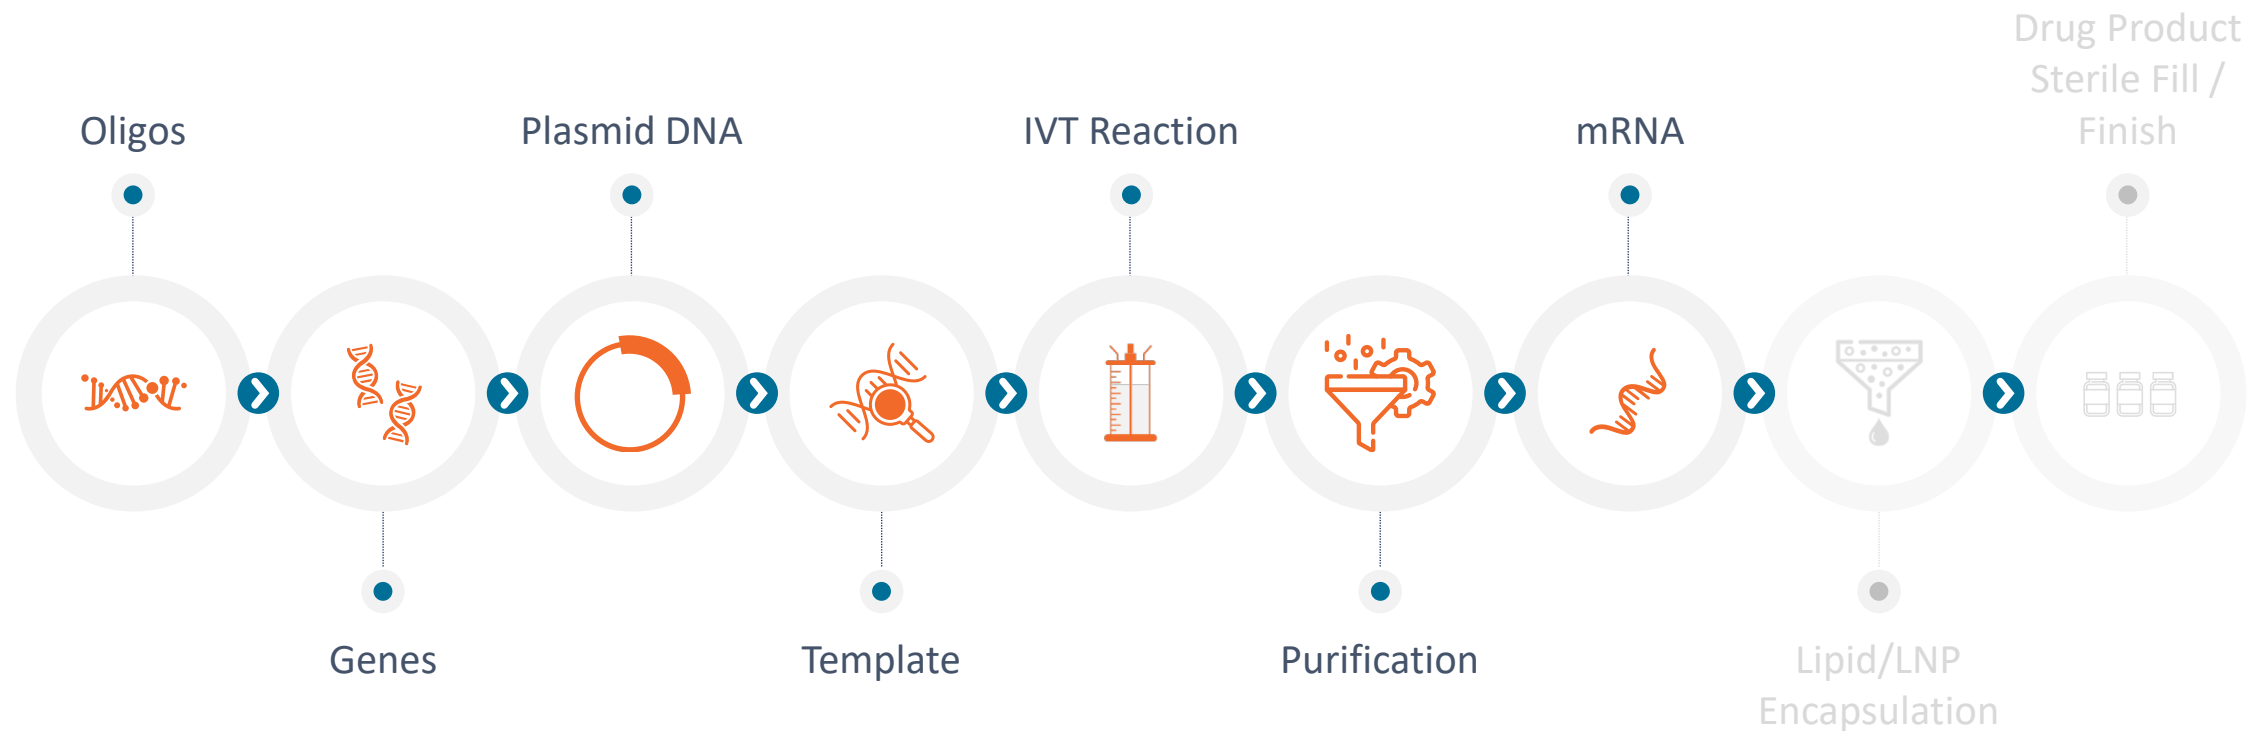 Oligos
Genes
Plasmid DNA
Template
IVT Reaction
Purification
mRNA
Lipid/LNP
Encapsulation
Drug Product
Sterile Fill /
Finish